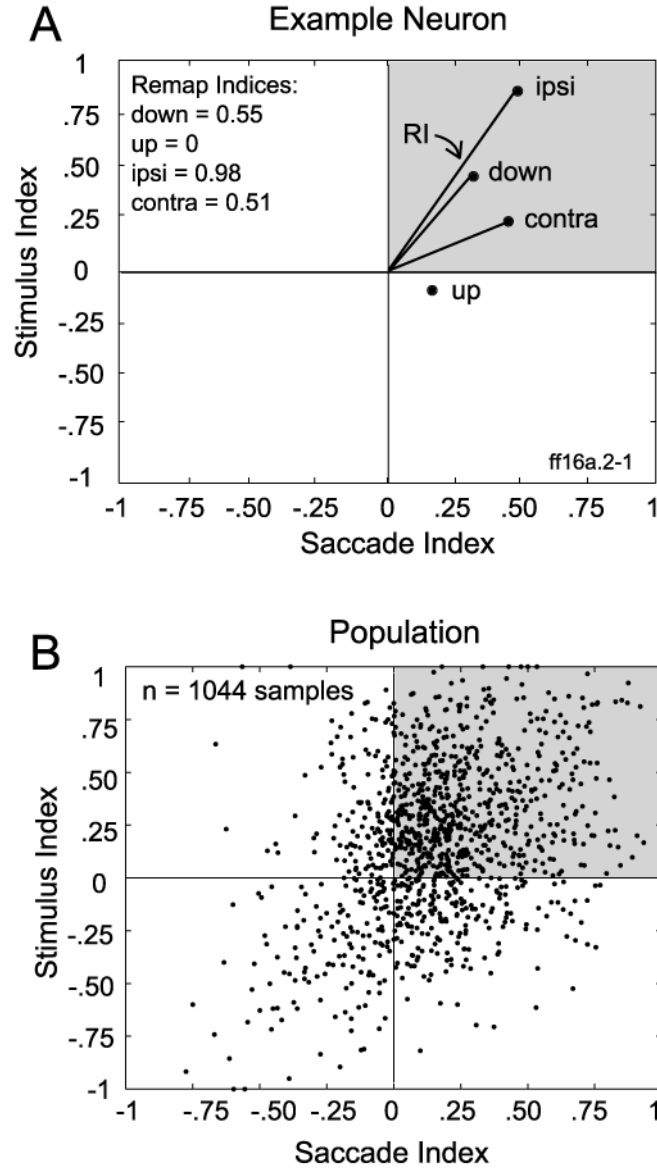 A
Example Neuron
Stimulus Index
1
.75
.50
.25
0
-.25
-.50
-.75
-1
Remap Indices:
down = 0.55
up = 0
ipsi = 0.98
contra = 0.51
ipsi
RI
down
contra
up
ff16a.2-1
-1 -.75 -.50 -.25 0 .25 .50 .75 1
Saccade Index
B
Population
Stimulus Index
1
.75
.50
.25
0
-.25
-.50
-.75
-1
n = 1044 samples
-1 -.75 -.50 -.25 0 .25 .50 .75 1
Saccade Index